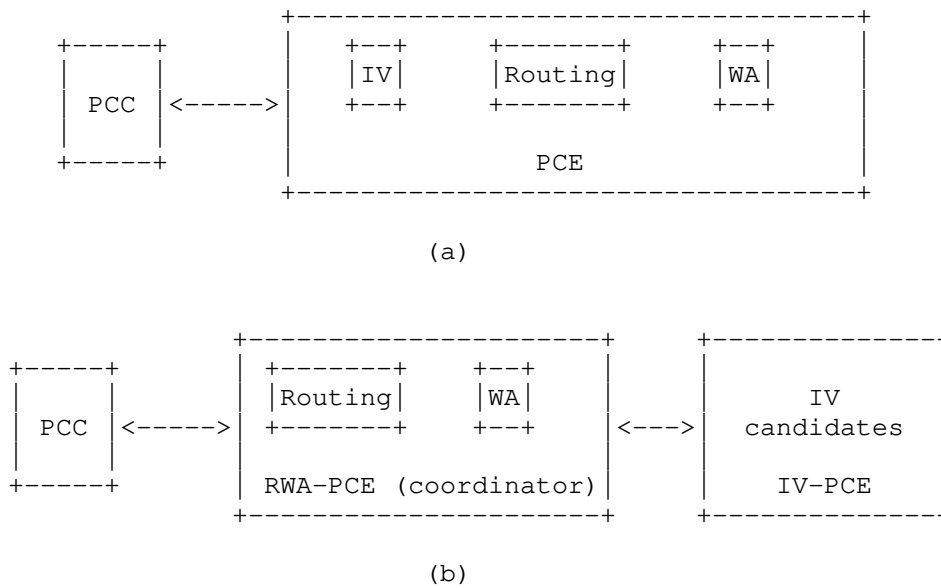 IV Routing WA
PCC
PCE
(a)
Routing WA IV
PCC candidates
RWA-PCE (coordinator) IV-PCE
(b)